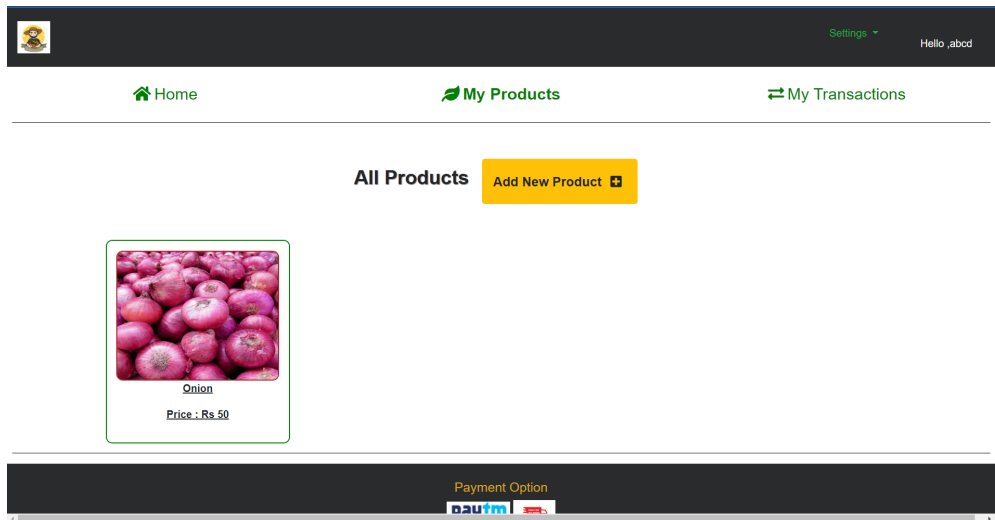 Settings
Hello ,abcd
Home
My Products
My Transactions
All Products
Add New Product
Onion
Price : Rs 50
Payment Option
paytm